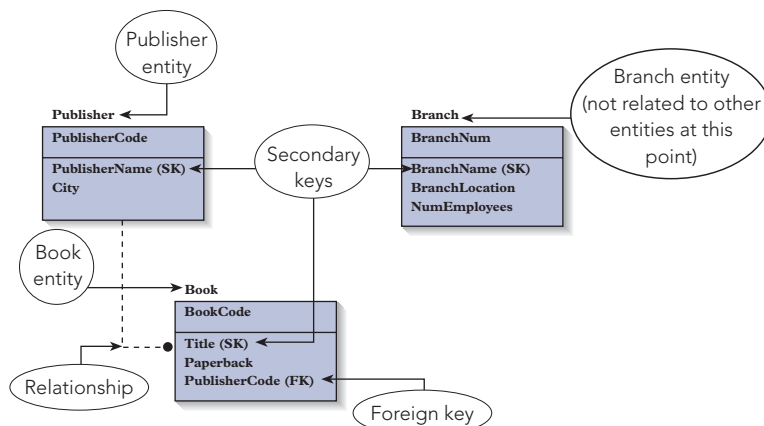 Publisher
entity
Publisher
PublisherCode
PublisherName (SK)
City
Secondary
keys
Branch
BranchNum
BranchName (SK)
BranchLocation
NumEmployees
Branch entity
(not related to other
entities at this
point)
Book
entity
Book
BookCode
Title (SK)
Paperback
PublisherCode (FK)
Relationship
Foreign key